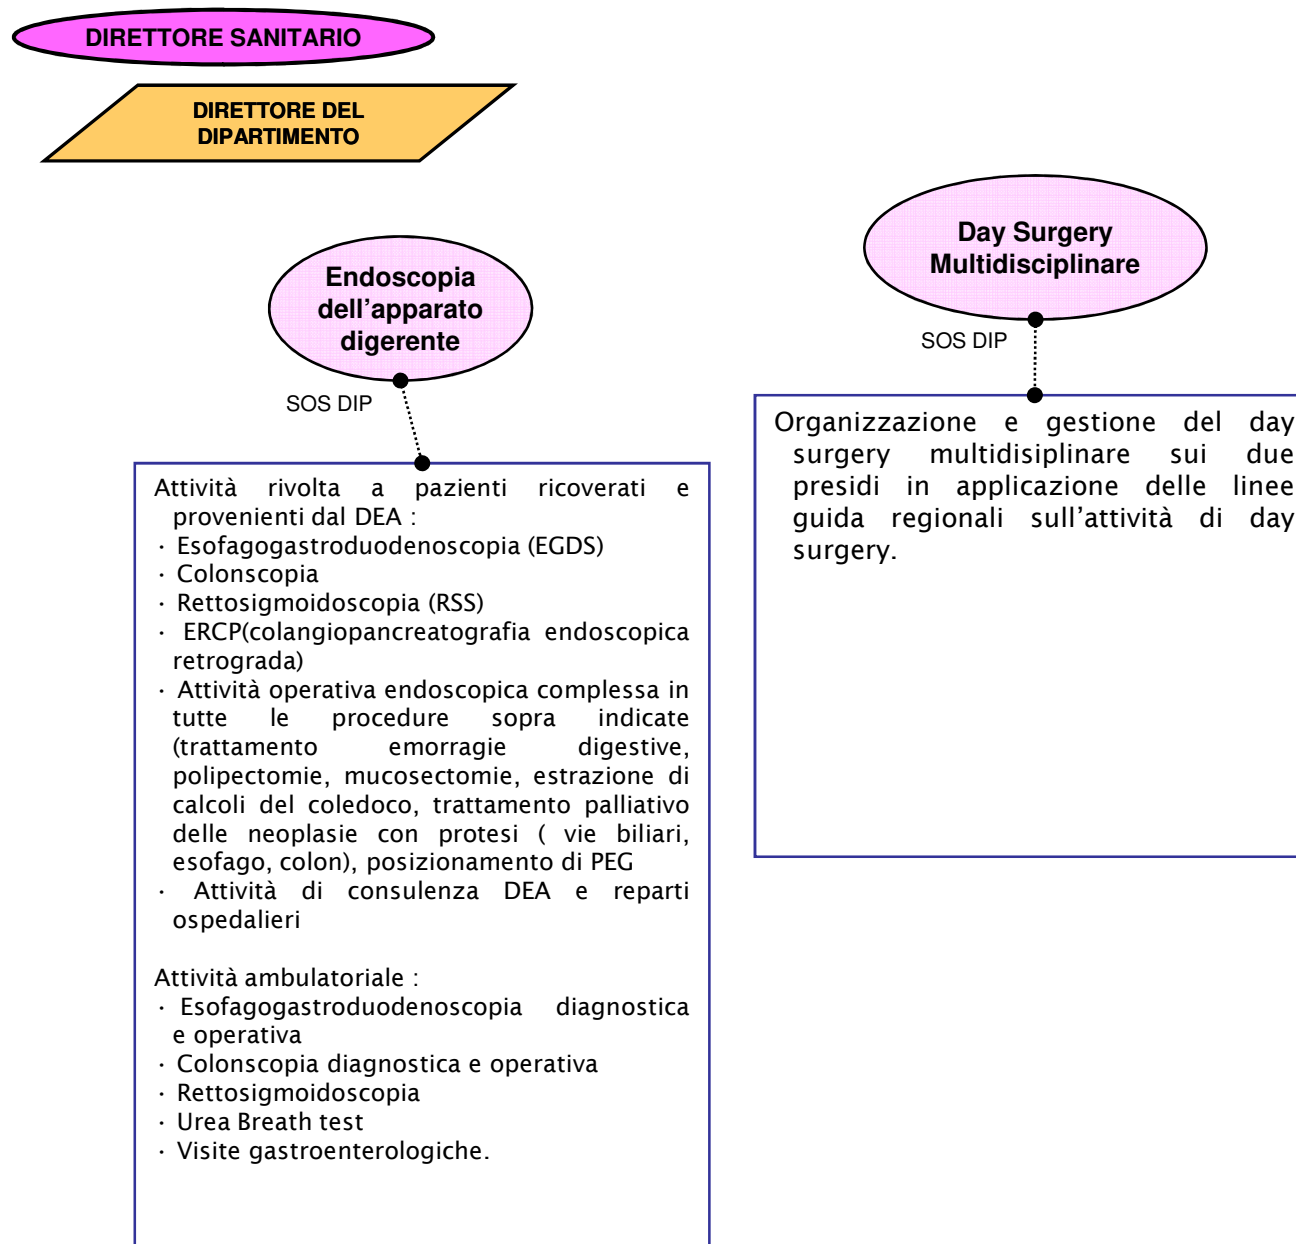 DIRETTORE SANITARIO
DIRETTORE DEL
DIPARTIMENTO
Endoscopia
dell’apparato
digerente
SOS DIP
Attività rivolta a pazienti ricoverati e
provenienti dal DEA :
· Esofagogastroduodenoscopia (EGDS)
· Colonscopia
· Rettosigmoidoscopia (RSS)
· ERCP(colangiopancreatografia endoscopica
retrograda)
· Attività operativa endoscopica complessa in
tutte le procedure sopra indicate
(trattamento emorragie digestive,
polipectomie, mucosectomie, estrazione di
calcoli del coledoco, trattamento palliativo
delle neoplasie con protesi ( vie biliari,
esofago, colon), posizionamento di PEG
· Attività di consulenza DEA e reparti
ospedalieri
Attività ambulatoriale :
· Esofagogastroduodenoscopia diagnostica
e operativa
· Colonscopia diagnostica e operativa
· Rettosigmoidoscopia
· Urea Breath test
· Visite gastroenterologiche.
Day Surgery
Multidisciplinare
SOS DIP
Organizzazione e gestione del day
surgery multidisiplinare sui due
presidi in applicazione delle linee
guida regionali sull’attività di day
surgery.